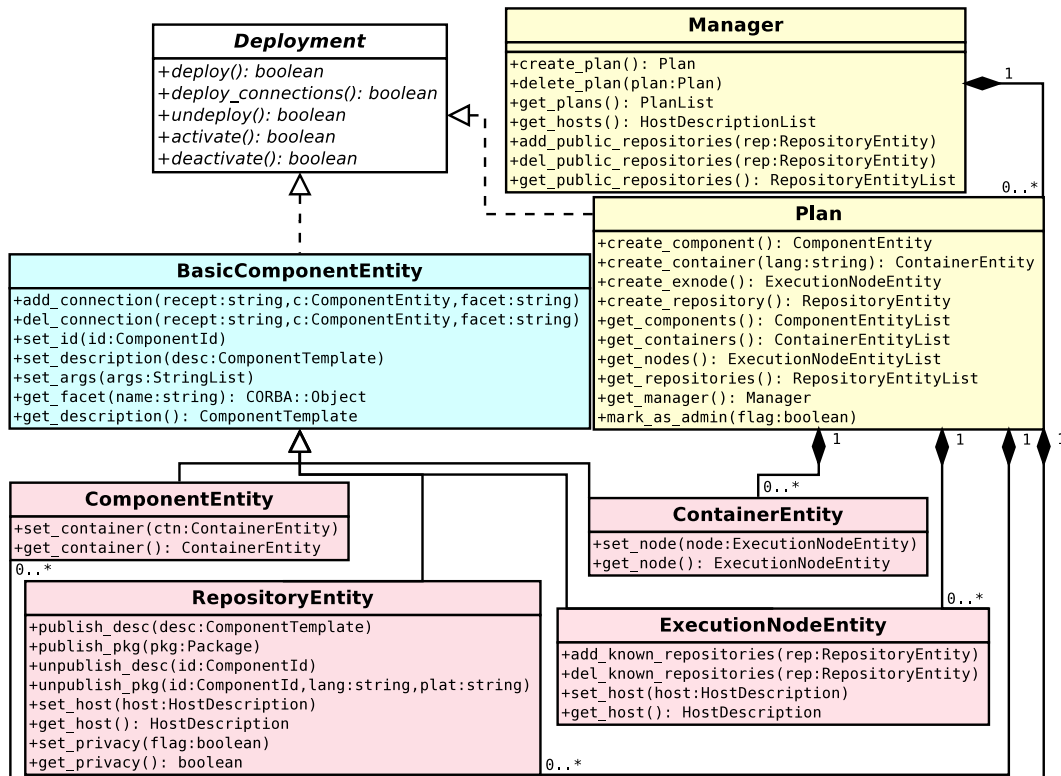 Deployment
+deploy(): boolean
+deploy_connections(): boolean
+undeploy(): boolean
+activate(): boolean
+deactivate(): boolean
Manager
+create_plan(): Plan
+delete_plan(plan:Plan)
+get_plans(): PlanList
+get_hosts(): HostDescriptionList
+add_public_repositories(rep:RepositoryEntity)
+del_public_repositories(rep:RepositoryEntity)
+get_public_repositories(): RepositoryEntityList
1
0..*
Plan
+create_component(): ComponentEntity
+create_container(lang:string): ContainerEntity
+create_exnode(): ExecutionNodeEntity
+create_repository(): RepositoryEntity
+get_components(): ComponentEntityList
+get_containers(): ContainerEntityList
+get_nodes(): ExecutionNodeEntityList
+get_repositories(): RepositoryEntityList
+get_manager(): Manager
+mark_as_admin(flag:boolean)
BasicComponentEntity
+add_connection(recept:string,c:ComponentEntity,facet:string)
+del_connection(recept:string,c:ComponentEntity,facet:string)
+set_id(id:ComponentId)
+set_description(desc:ComponentTemplate)
+set_args(args:StringList)
+get_facet(name:string): CORBA::Object
+get_description(): ComponentTemplate
1
1
1
1
ComponentEntity
+set_container(ctn:ContainerEntity)
+get_container(): ContainerEntity
0..*
0..*
ContainerEntity
+set_node(node:ExecutionNodeEntity)
+get_node(): ExecutionNodeEntity
RepositoryEntity
+publish_desc(desc:ComponentTemplate)
+publish_pkg(pkg:Package)
+unpublish_desc(id:ComponentId)
+unpublish_pkg(id:ComponentId,lang:string,plat:string)
+set_host(host:HostDescription)
+get_host(): HostDescription
+set_privacy(flag:boolean)
+get_privacy(): boolean
0..*
0..*
ExecutionNodeEntity
+add_known_repositories(rep:RepositoryEntity)
+del_known_repositories(rep:RepositoryEntity)
+set_host(host:HostDescription)
+get_host(): HostDescription